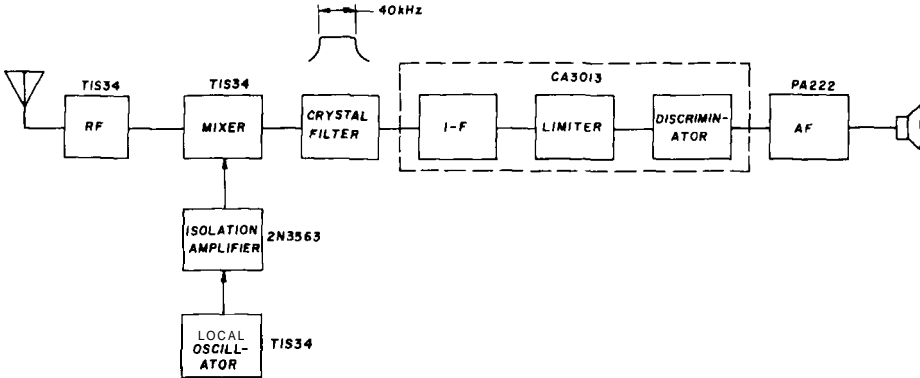 40kHz
CA3013
TIS34
TIS34
PA222
RF
MIXER
CRYSTAL
FILTER
I-F
LIMITER
DISCRIMIN-
ATOR
AF
ISOLATION
AMPLIFIER
2N3563
LOCAL
OSCILL-
ATOR
TIS34